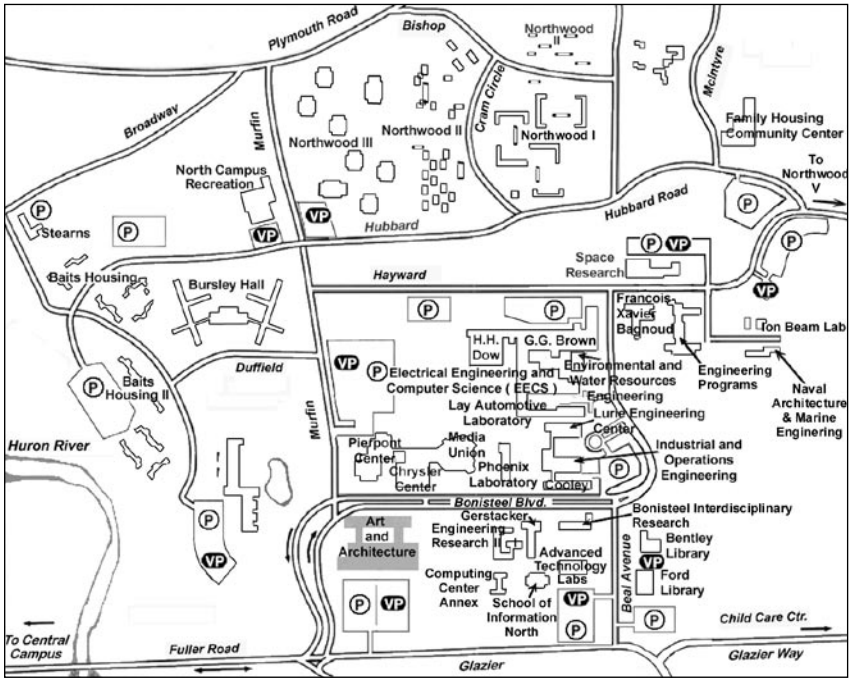 Plymouth Road
Bishop
Northwood
II
Mcintyre
Broadway
Murfin
Cram Circle
Northwood III
Northwood II
Northwood I
Family Housing
Community Center
North Campus
Recreation
To
Northwood
V
Hubbard Road
P
Stearns
P
VP
VP
Hubbard
P
P
VP
P
Space
Research
Baits Housing
Bursley Hall
Hayward
VP
P
P
Francois
Xavier
Bagnoud
Ion Beam Lab
H.H.
Dow
G.G. Brown
VP
P
Duffield
Electrical Engineering and
Computer Science ( EECS )
Environmental and
Water Resources
Engineering
Engineering
Programs
P
Baits
Housing II
Naval
Architecture
& Marine
Enginering
Lay Automotive
Laboratory
Lurie Engineering
Center
Murfin
Huron River
Pierpont
Center
Media
Union
Chrysler
Center
Phoenix
Laboratory
Industrial and
Operations
Engineering
P
Cooley
Bonisteel Blvd.
P
VP
Art
and
Architecture
Gerstacker
Engineering
Research II
Bonisteel Interdisciplinary
Research
Advanced
Technology
Labs
Beal Avenue
Bentley
Library
VP
Ford
Library
Computing
Center
Annex
School of
Information
North
P
VP
VP
P
P
Child Care Ctr.
To Central
Campus
Fuller Road
Glazier
Glazier Way